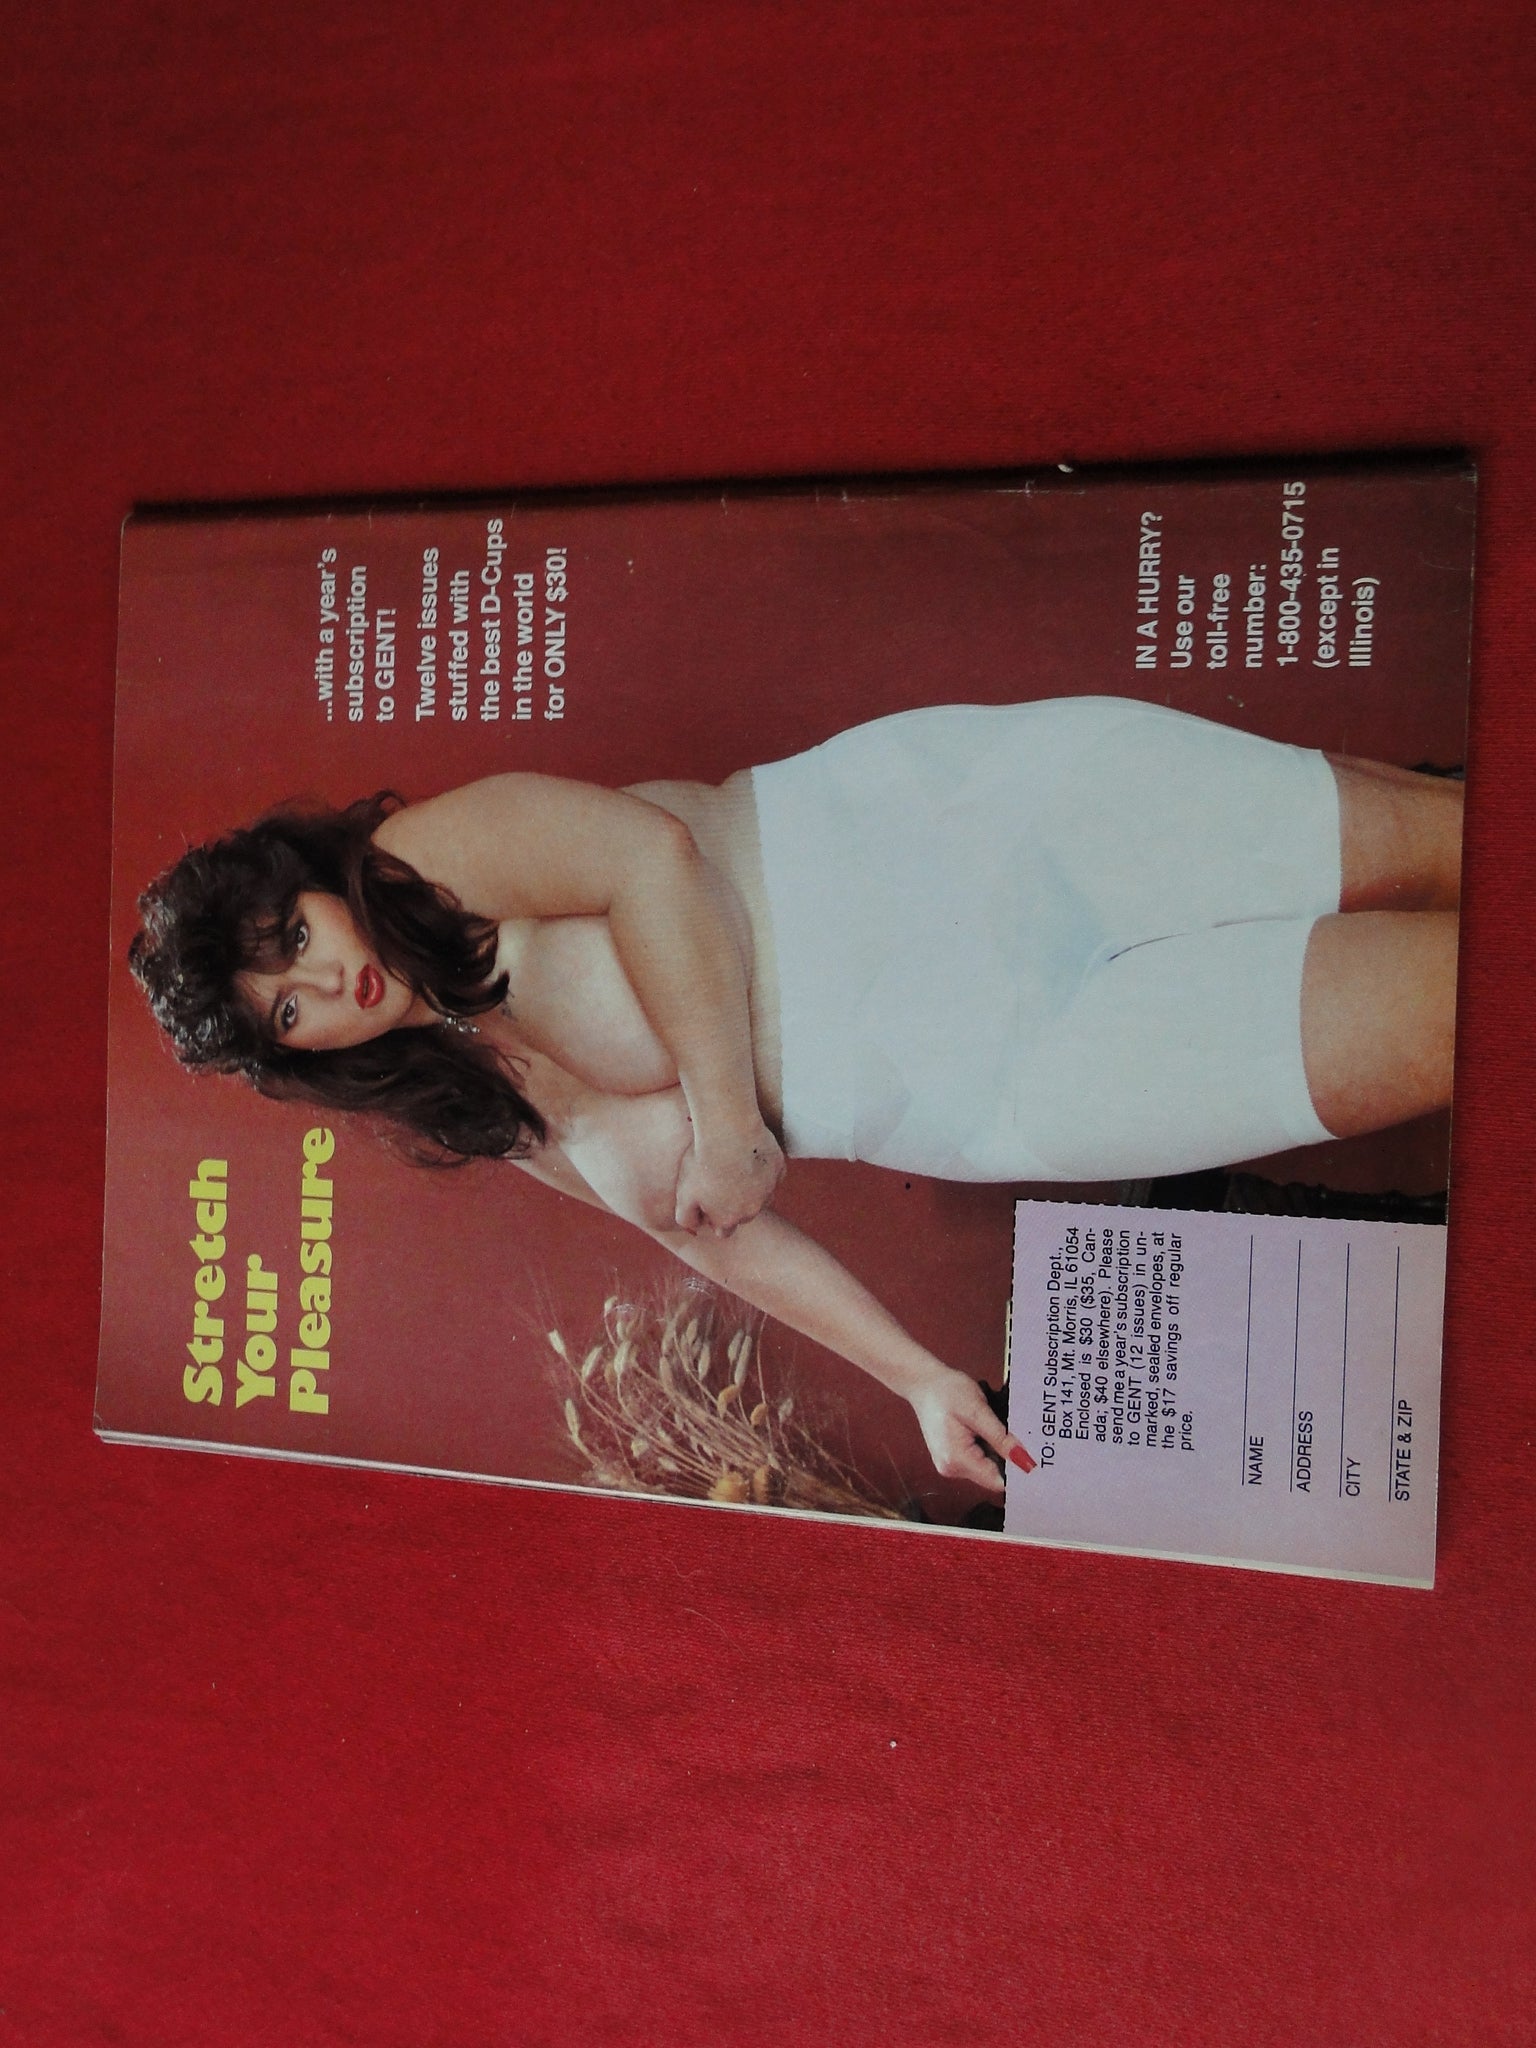 Stretch
Your
Pleasure
...with a year's
subscription
to GENT!
Twelve issues
stuffed with
the best D-Cups
in the world
for ONLY $30!
IN A HURRY?
Use our
toll-free
number:
1-800-435-0715
(except in
Illinois)
TO: GENT Subscription Dept.,
Box 141, Mt. Morris, IL 61054
Enclosed is $30 ($35, Can-
ada; $40 elsewhere). Please
send me a year's subscription
to GENT (12 issues) in un-
marked, sealed envelopes, at
the $17 savings off regular
price.
NAME
ADDRESS
CITY
STATE & ZIP